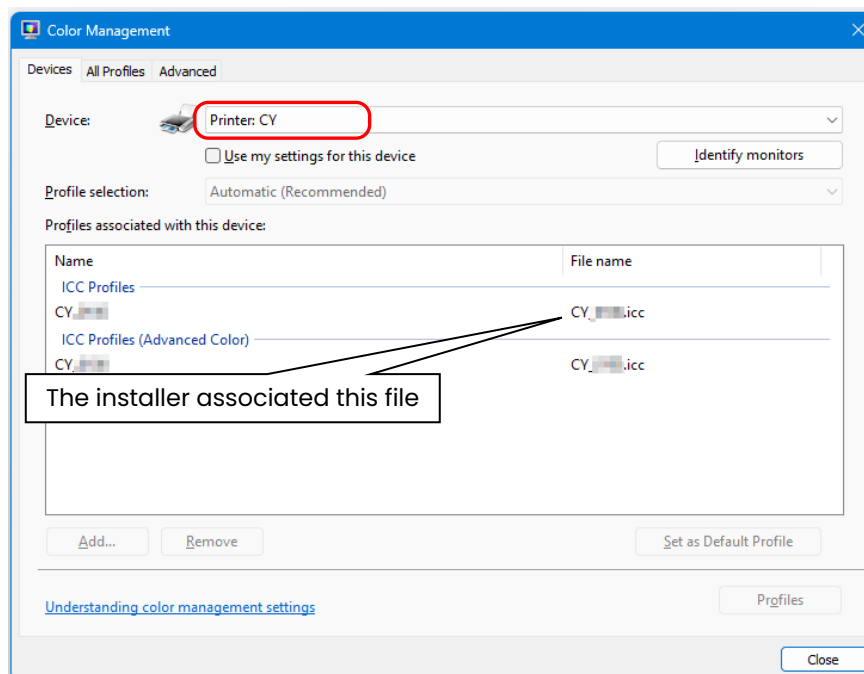 Color Management
Devices All Profiles Advanced
Device: Printer: CY
Use my settings for this device Identify monitors
Profile selection: Automatic (Recommended)
Profiles associated with this device:
Name File name
ICC Profiles
CY CY_ .icc
ICC Profiles (Advanced Color)
CY CY_ .icc
The installer associated this file
Add... Remove Set as Default Profile
Understanding color management settings Profiles
Close